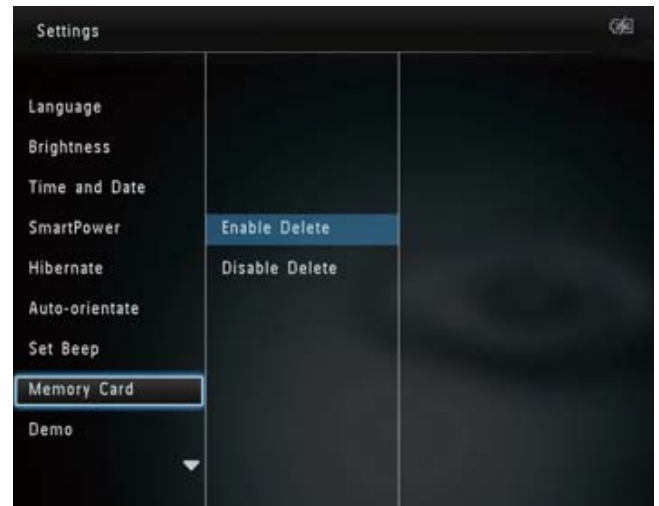 Settings
Language
Brightness
Time and Date
SmartPower
Enable Delete
Hibernate
Disable Delete
Auto-orientate
Set Beep
Memory Card
Demo